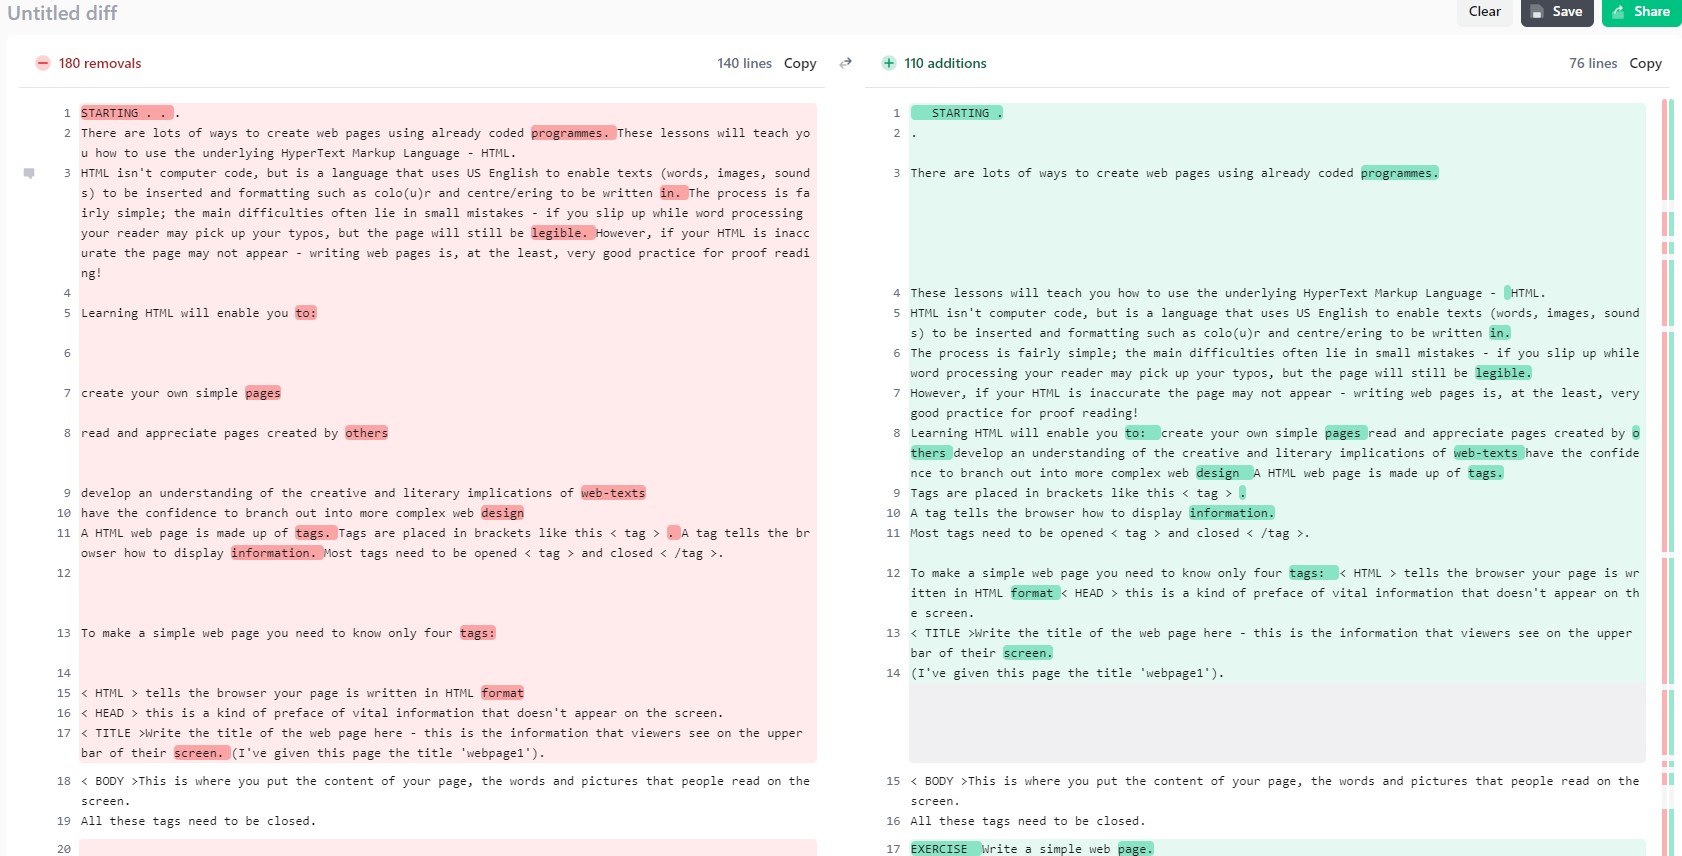 Untitled diff
Clear
Save
Share
180 removals
140 lines
Copy
110 additions
76 lines
Copy
1 STARTING . . .
2 There are lots of ways to create web pages using already coded programmes. These lessons will teach yo
u how to use the underlying HyperText Markup Language - HTML.
3 HTML isn't computer code, but is a language that uses US English to enable texts (words, images, sound
s) to be inserted and formatting such as colo(u)r and centre/ering to be written in. The process is fa
irly simple; the main difficulties often lie in small mistakes - if you slip up while word processing
your reader may pick up your typos, but the page will still be legible. However, if your HTML is inacc
urate the page may not appear - writing web pages is, at the least, very good practice for proof readi
ng!
4
5 Learning HTML will enable you to:
6
7 create your own simple pages
8 read and appreciate pages created by others
9 develop an understanding of the creative and literary implications of web-texts
10 have the confidence to branch out into more complex web design
11 A HTML web page is made up of tags. Tags are placed in brackets like this < tag > . A tag tells the br
owser how to display information. Most tags need to be opened < tag > and closed < /tag >.
12
13 To make a simple web page you need to know only four tags:
14
15 < HTML > tells the browser your page is written in HTML format
16 < HEAD > this is a kind of preface of vital information that doesn't appear on the screen.
17 < TITLE >Write the title of the web page here - this is the information that viewers see on the upper
bar of their screen. (I've given this page the title 'webpage1').
18 < BODY >This is where you put the content of your page, the words and pictures that people read on the
screen.
19 All these tags need to be closed.
20
1 STARTING .
2 .
3 There are lots of ways to create web pages using already coded programmes.
4 These lessons will teach you how to use the underlying HyperText Markup Language - HTML.
5 HTML isn't computer code, but is a language that uses US English to enable texts (words, images, sound
s) to be inserted and formatting such as colo(u)r and centre/ering to be written in.
6 The process is fairly simple; the main difficulties often lie in small mistakes - if you slip up while
word processing your reader may pick up your typos, but the page will still be legible.
7 However, if your HTML is inaccurate the page may not appear - writing web pages is, at the least, very
good practice for proof reading!
8 Learning HTML will enable you to: create your own simple pages read and appreciate pages created by o
thers develop an understanding of the creative and literary implications of web-texts have the confide
nce to branch out into more complex web design A HTML web page is made up of tags.
9 Tags are placed in brackets like this < tag > .
10 A tag tells the browser how to display information.
11 Most tags need to be opened < tag > and closed < /tag >.
12 To make a simple web page you need to know only four tags: < HTML > tells the browser your page is wr
itten in HTML format < HEAD > this is a kind of preface of vital information that doesn't appear on th
e screen.
13 < TITLE >Write the title of the web page here - this is the information that viewers see on the upper
bar of their screen.
14 (I've given this page the title 'webpage1').
15 < BODY >This is where you put the content of your page, the words and pictures that people read on the
screen.
16 All these tags need to be closed.
17 EXERCISE Write a simple web page.